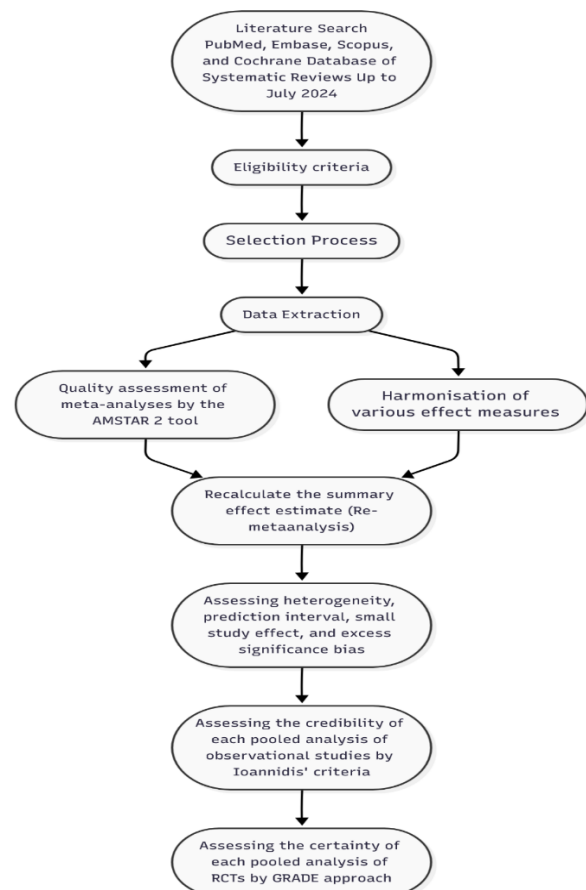 Literature Search
PubMed, Embase, Scopus,
and Cochrane Database of
Systematic Reviews Up to
July 2024
Eligibility criteria
Selection Process
Data Extraction
Quality assessment of
meta-analyses by the
AMSTAR 2 tool
Harmonisation of
various effect measures
Recalculate the summary
effect estimate (Re-
metaanalysis)
Assessing heterogeneity,
prediction interval, small
study effect, and excess
significance bias
Assessing the credibility of
each pooled analysis of
observational studies by
Ioannidis' criteria
Assessing the certainty of
each pooled analysis of
RCTs by GRADE approach